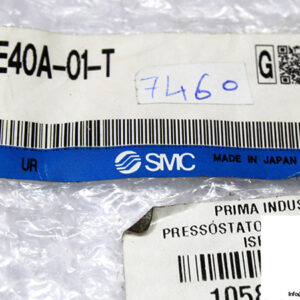 E40A-01-T
G
7460
UR
SMC
MADE IN JAPAN
PRIMA INDUS
PRESSÓSTATO
ISE
1058